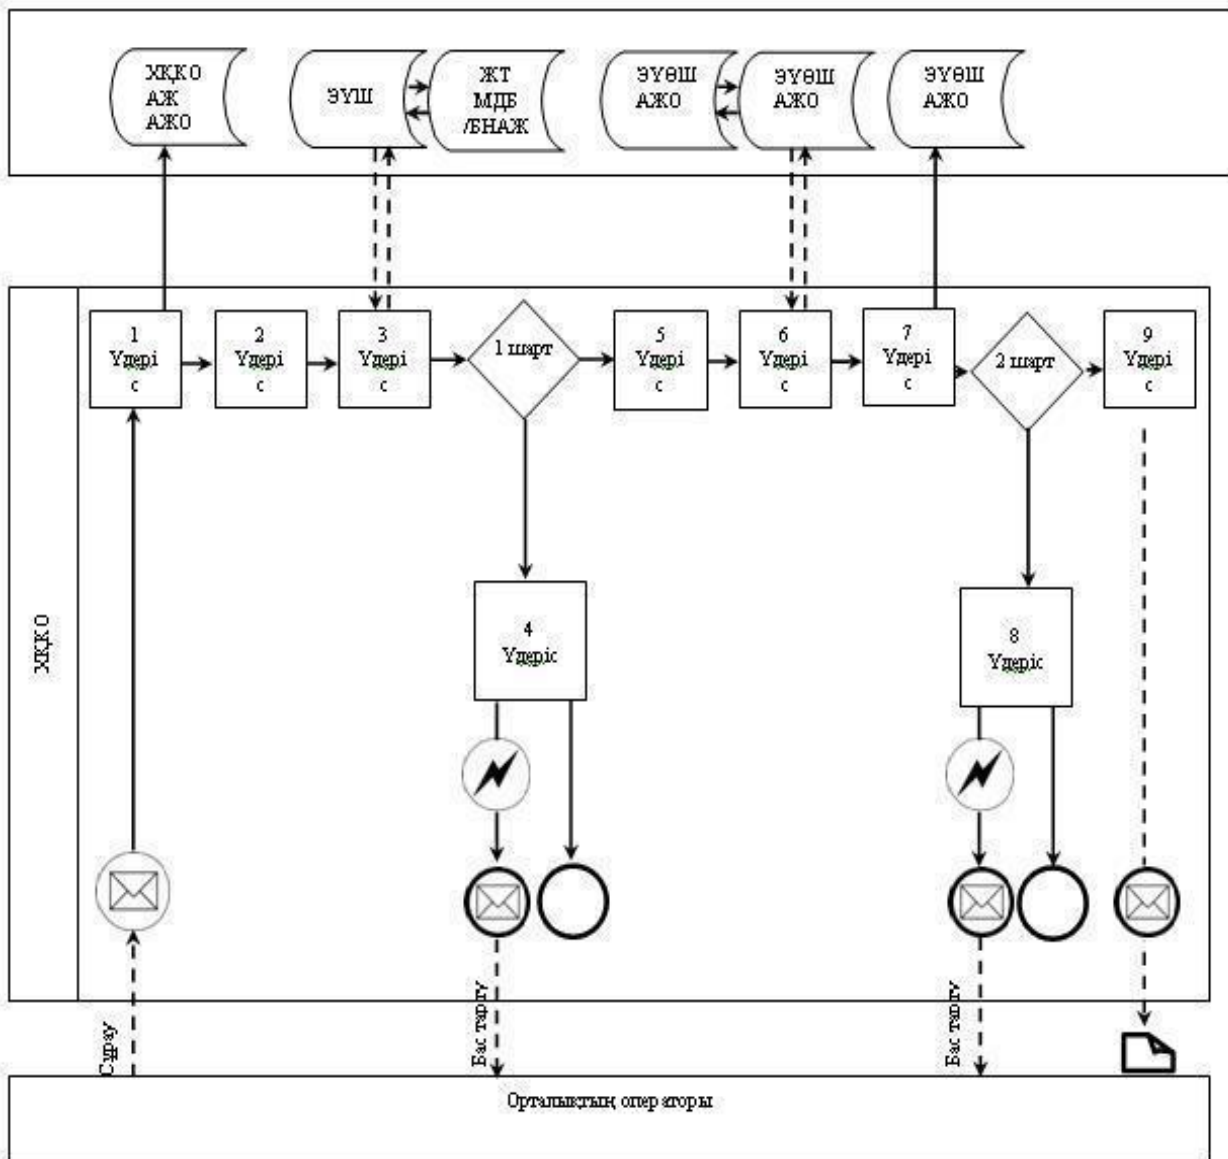 ХҚКО
АЖ
АЖО
ЭҮШ
ЖТ
МДБ
/БНАЖ
ЭҮӨШ
АЖО
ЭҮӨШ
АЖО
ЭҮӨШ
АЖО
1
Үдері
с
2
Үдері
с
3
Үдері
с
1 шарт
5
Үдері
с
6
Үдері
с
7
Үдері
с
2 шарт
9
Үдері
с
4
Үдеріс
8
Үдеріс
ХҚКО
Сұрау
Бас тарту
Бас тарту
Орталықтың операторы